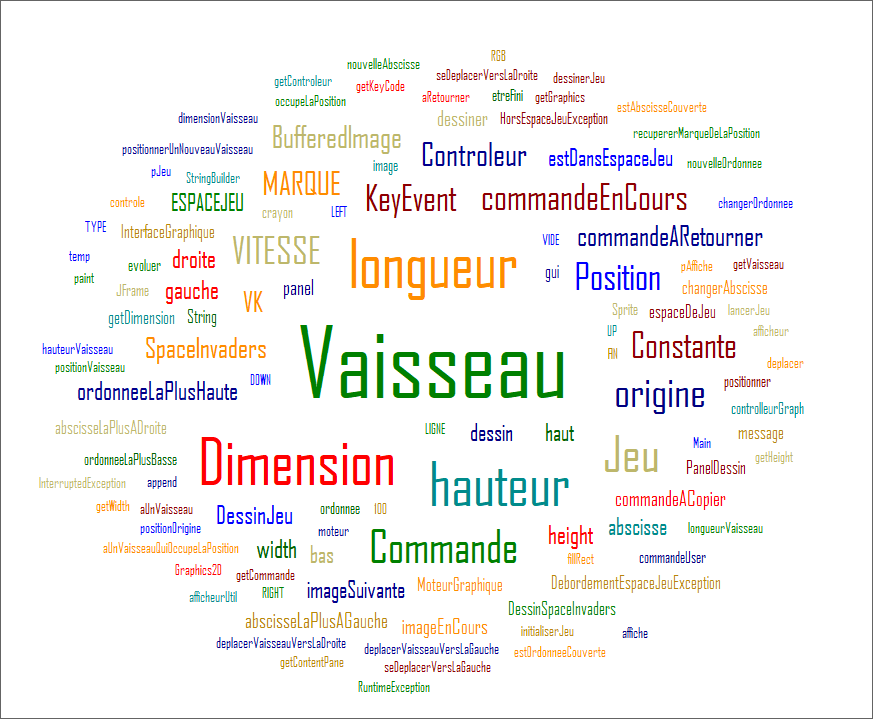 RGB
nouvelleAbscisse
seDeplacerVersLaDroite
dessinerJeu
getControleur
getKeyCode
occupeLaPosition
aRetourner
etreFini
getGraphics
estAbscisseCouverte
dimensionVaisseau
dessiner
HorsEspaceJeuException
BufferedImage
recupererMarqueDeLaPosition
positionnerUnNouveauVaisseau
Controleur
estDansEspaceJeu
nouvelleOrdonnee
pJeu
StringBuilder
image
MARQUE
KeyEvent
commandeEnCours
controle
ESPACEJEU
crayon
LEFT
changerOrdonnee
TYPE
InterfaceGraphique
VITESSE
VIDE
commandeARetourner
temp
evoluer
droite
longueur
gui
Position
pAffiche
getVaisseau
paint
JFrame
gauche
VK
panel
changerAbscisse
getDimension
String
Sprite
espaceDeJeu
lancerJeu
UP
afficheur
hauteurVaisseau
SpaceInvaders
Vaisseau
FIN
Constante
positionVaisseau
deplacer
ordonneeLaPlusHaute
DOWN
origine
positionner
controlleurGraph
abscisseLaPlusADroite
LIGNE
dessin
haut
message
Jeu
Main
ordonneeLaPlusBasse
Dimension
PanelDessin
getHeight
InterruptedException
append
hauteur
commandeACopier
getWidth
aUnVaisseau
DessinJeu
ordonnee
100
positionOrigine
moteur
height
abscisse
longueurVaisseau
aUnVaisseauQuiOccupeLaPosition
width
bas
Commande
fillRect
commandeUser
Graphics2D
getCommande
afficheurUtil
RIGHT
imageSuivante
MoteurGraphique
DebordementEspaceJeuException
DessinSpaceInvaders
abscisseLaPlusAGauche
imageEnCours
initialiserJeu
affiche
deplacerVaisseauVersLaDroite
deplacerVaisseauVersLaGauche
estOrdonneeCouverte
getContentPane
seDeplacerVersLaGauche
RuntimeException